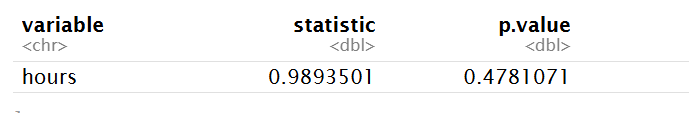 variable statistic p.value
<chr> <dbl> <dbl>
hours 0.9893501 0.4781071